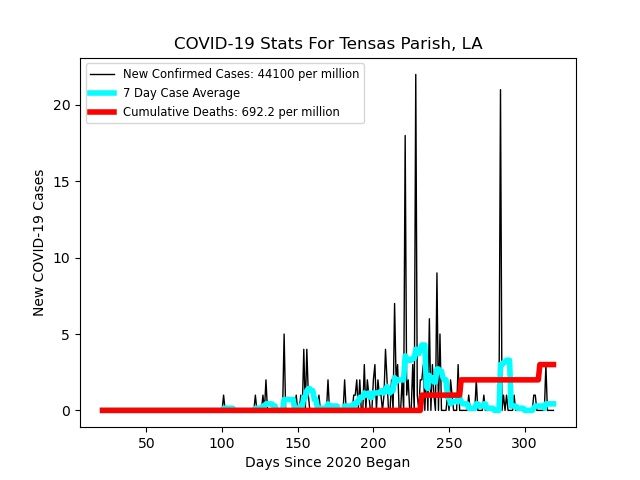 COVID-19 Stats For Tensas Parish, LA
New Confirmed Cases: 44100 per million
7 Day Case Average
Cumulative Deaths: 692.2 per million
New COVID-19 Cases
20
15
10
5
0
50 100 150 200 250 300
Days Since 2020 Began